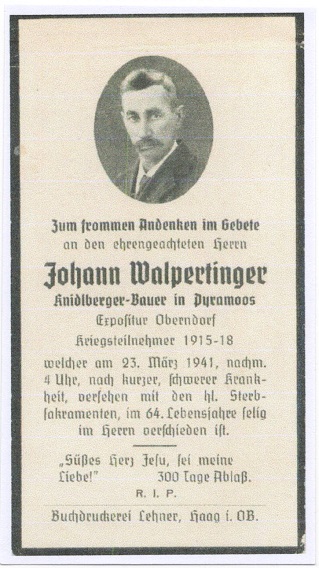 Zum frommen Andenken im Gebete
an den ehrengeachteten Herrn
Johann Walpertinger
Knidlberger-Bauer in Pyramoos
Expositur Oberndorf
Kriegsteilnehmer 1915-18
welcher am 23. März 1941, nachm.
4 Uhr, nach kurzer, schwerer Krank-
heit, versehen mit den hl. Sterb-
sakramenten, im 64. Lebensjahre selig
im Herrn verschieden ist.
„Süßes Herz Jesu, sei meine
Liebe!" 300 Tage Ablaß.
R. I. P.
Buchdruckerei Lehner, Haag i. OB.